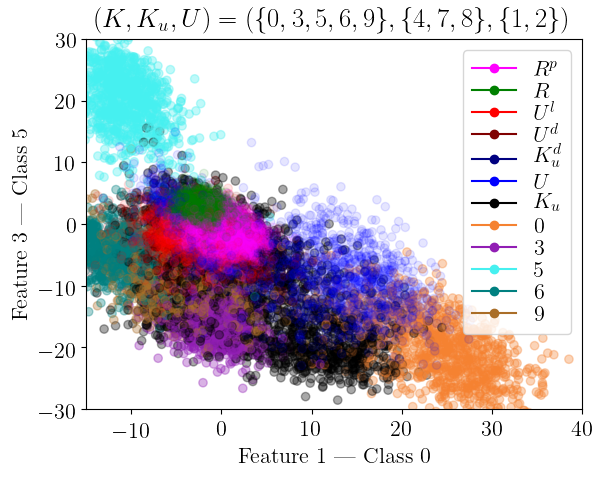 (K, K_u, U) = ({0, 3, 5, 6, 9}, {4, 7, 8}, {1, 2})
30
20
10
0
−10
−20
−30
Feature 3 — Class 5
R^p
R
U^l
U^d
K_u^d
U
K_u
0
3
5
6
9
−10
0
10
20
30
40
Feature 1 — Class 0